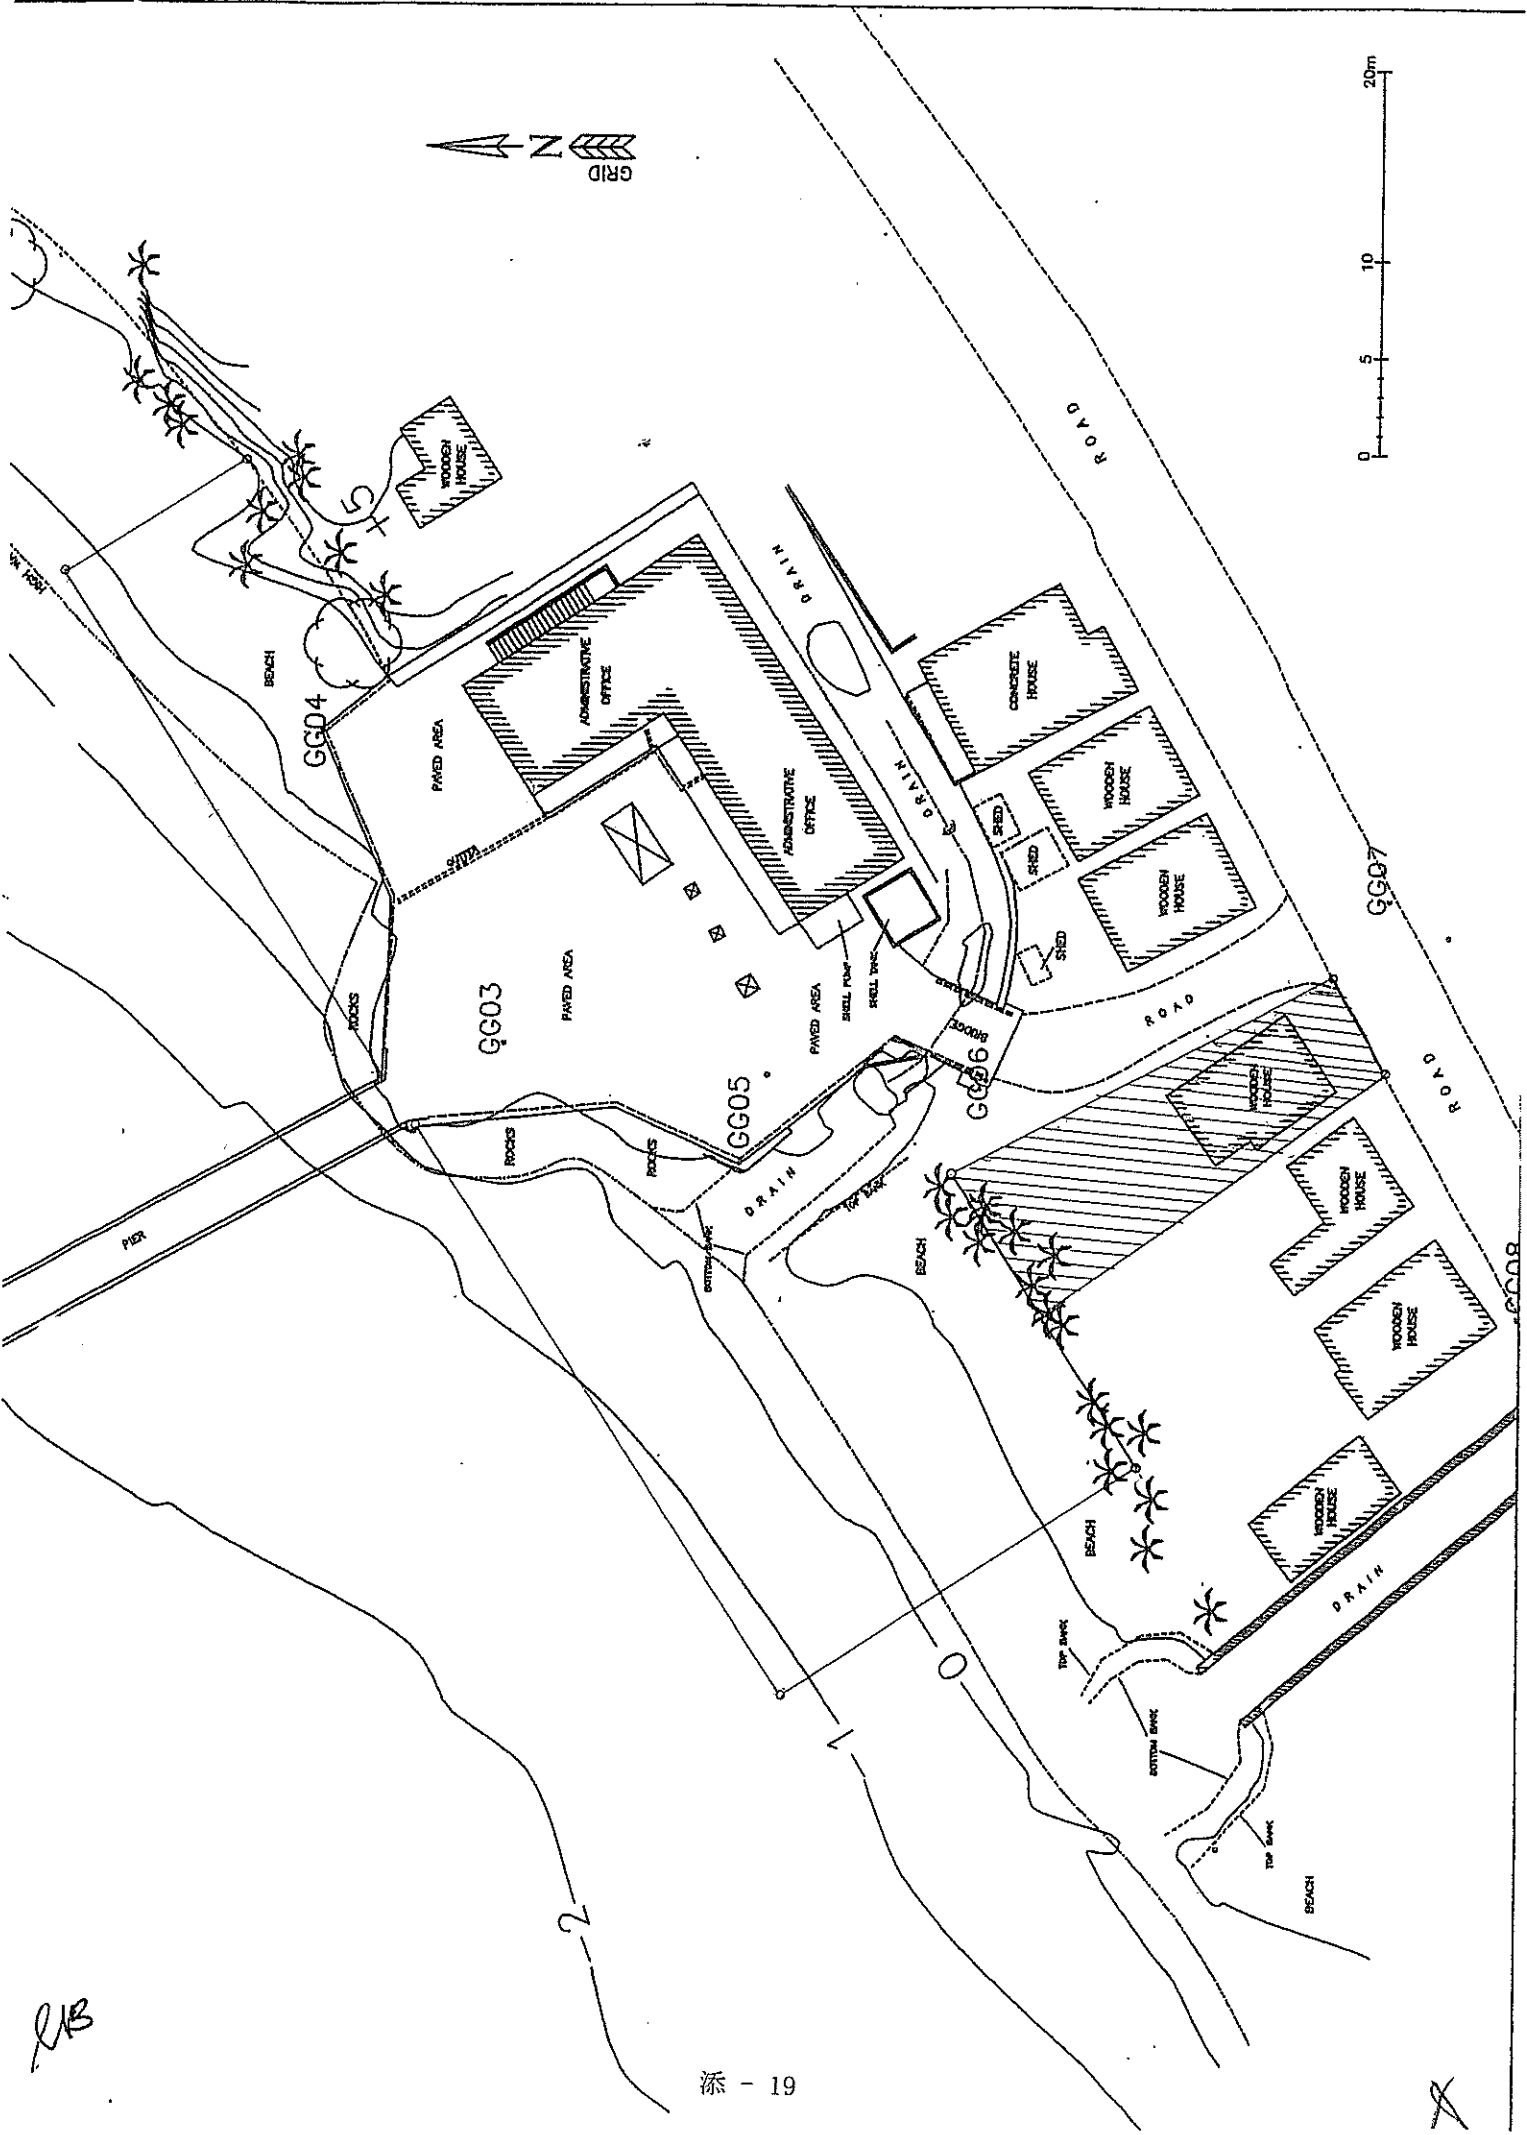 GRID
N
20m
10
5
0
HIGH
BEACH
WOODEN
HOUSE
+5
GG04
PAVED AREA
ADMINISTRATIVE
OFFICE
ADMINISTRATIVE
OFFICE
DRAIN
DRAIN
ROAD
CONCRETE
HOUSE
WOODEN
HOUSE
WOODEN
HOUSE
SHED
SHED
SHED
GG07
ROCKS
GG03
PAVED AREA
PAVED AREA
SHELL PUMP
SHELL TANK
BRIDGE
GG06
ROAD
GG05
PIER
ROCKS
ROCKS
DRAIN
TOP BANK
BOTTOM BANK
BEACH
WOODEN
HOUSE
ROAD
WOODEN
HOUSE
WOODEN
HOUSE
GG08
WOODEN
HOUSE
BEACH
DRAIN
TOP BANK
BOTTOM BANK
TOP BANK
BEACH
0
-1
-2
添 - 19